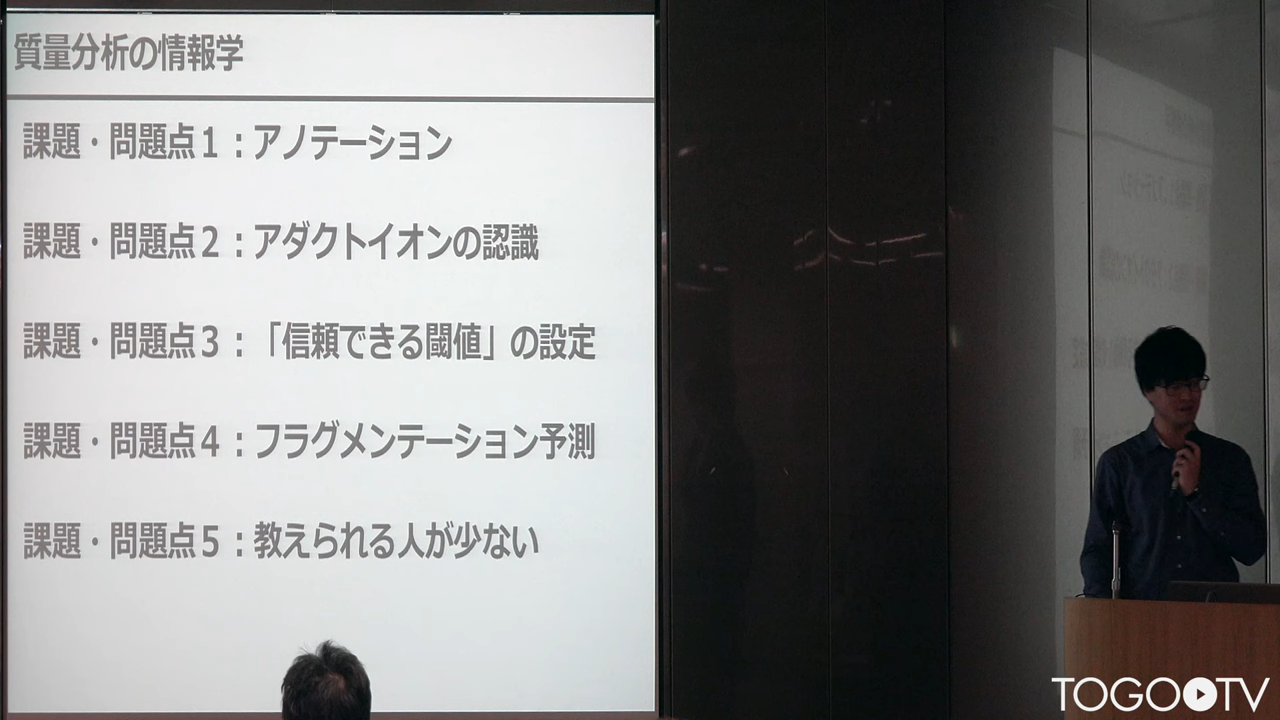 質量分析の情報学
課題・問題点１：アノテーション
課題・問題点２：アダクトイオンの認識
課題・問題点３：「信頼できる閾値」の設定
課題・問題点４：フラグメンテーション予測
課題・問題点５：教えられる人が少ない
TOGO TV